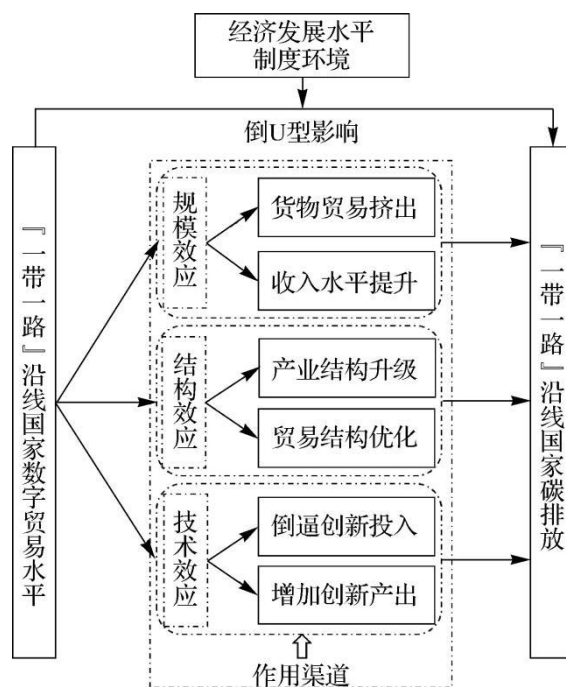 经济发展水平
制度环境
倒U型影响
『一带一路』沿线国家数字贸易水平
规模效应
货物贸易挤出
收入水平提升
结构效应
产业结构升级
贸易结构优化
技术效应
倒逼创新投入
增加创新产出
作用渠道
『一带一路』沿线国家碳排放